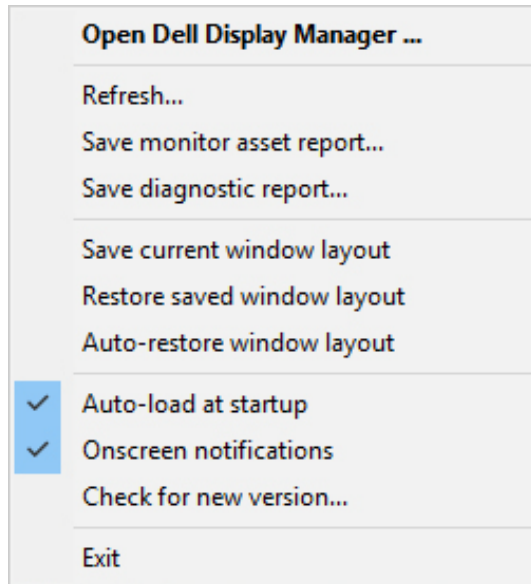 Open Dell Display Manager ...
Refresh...
Save monitor asset report...
Save diagnostic report...
Save current window layout
Restore saved window layout
Auto-restore window layout
Auto-load at startup
Onscreen notifications
Check for new version...
Exit